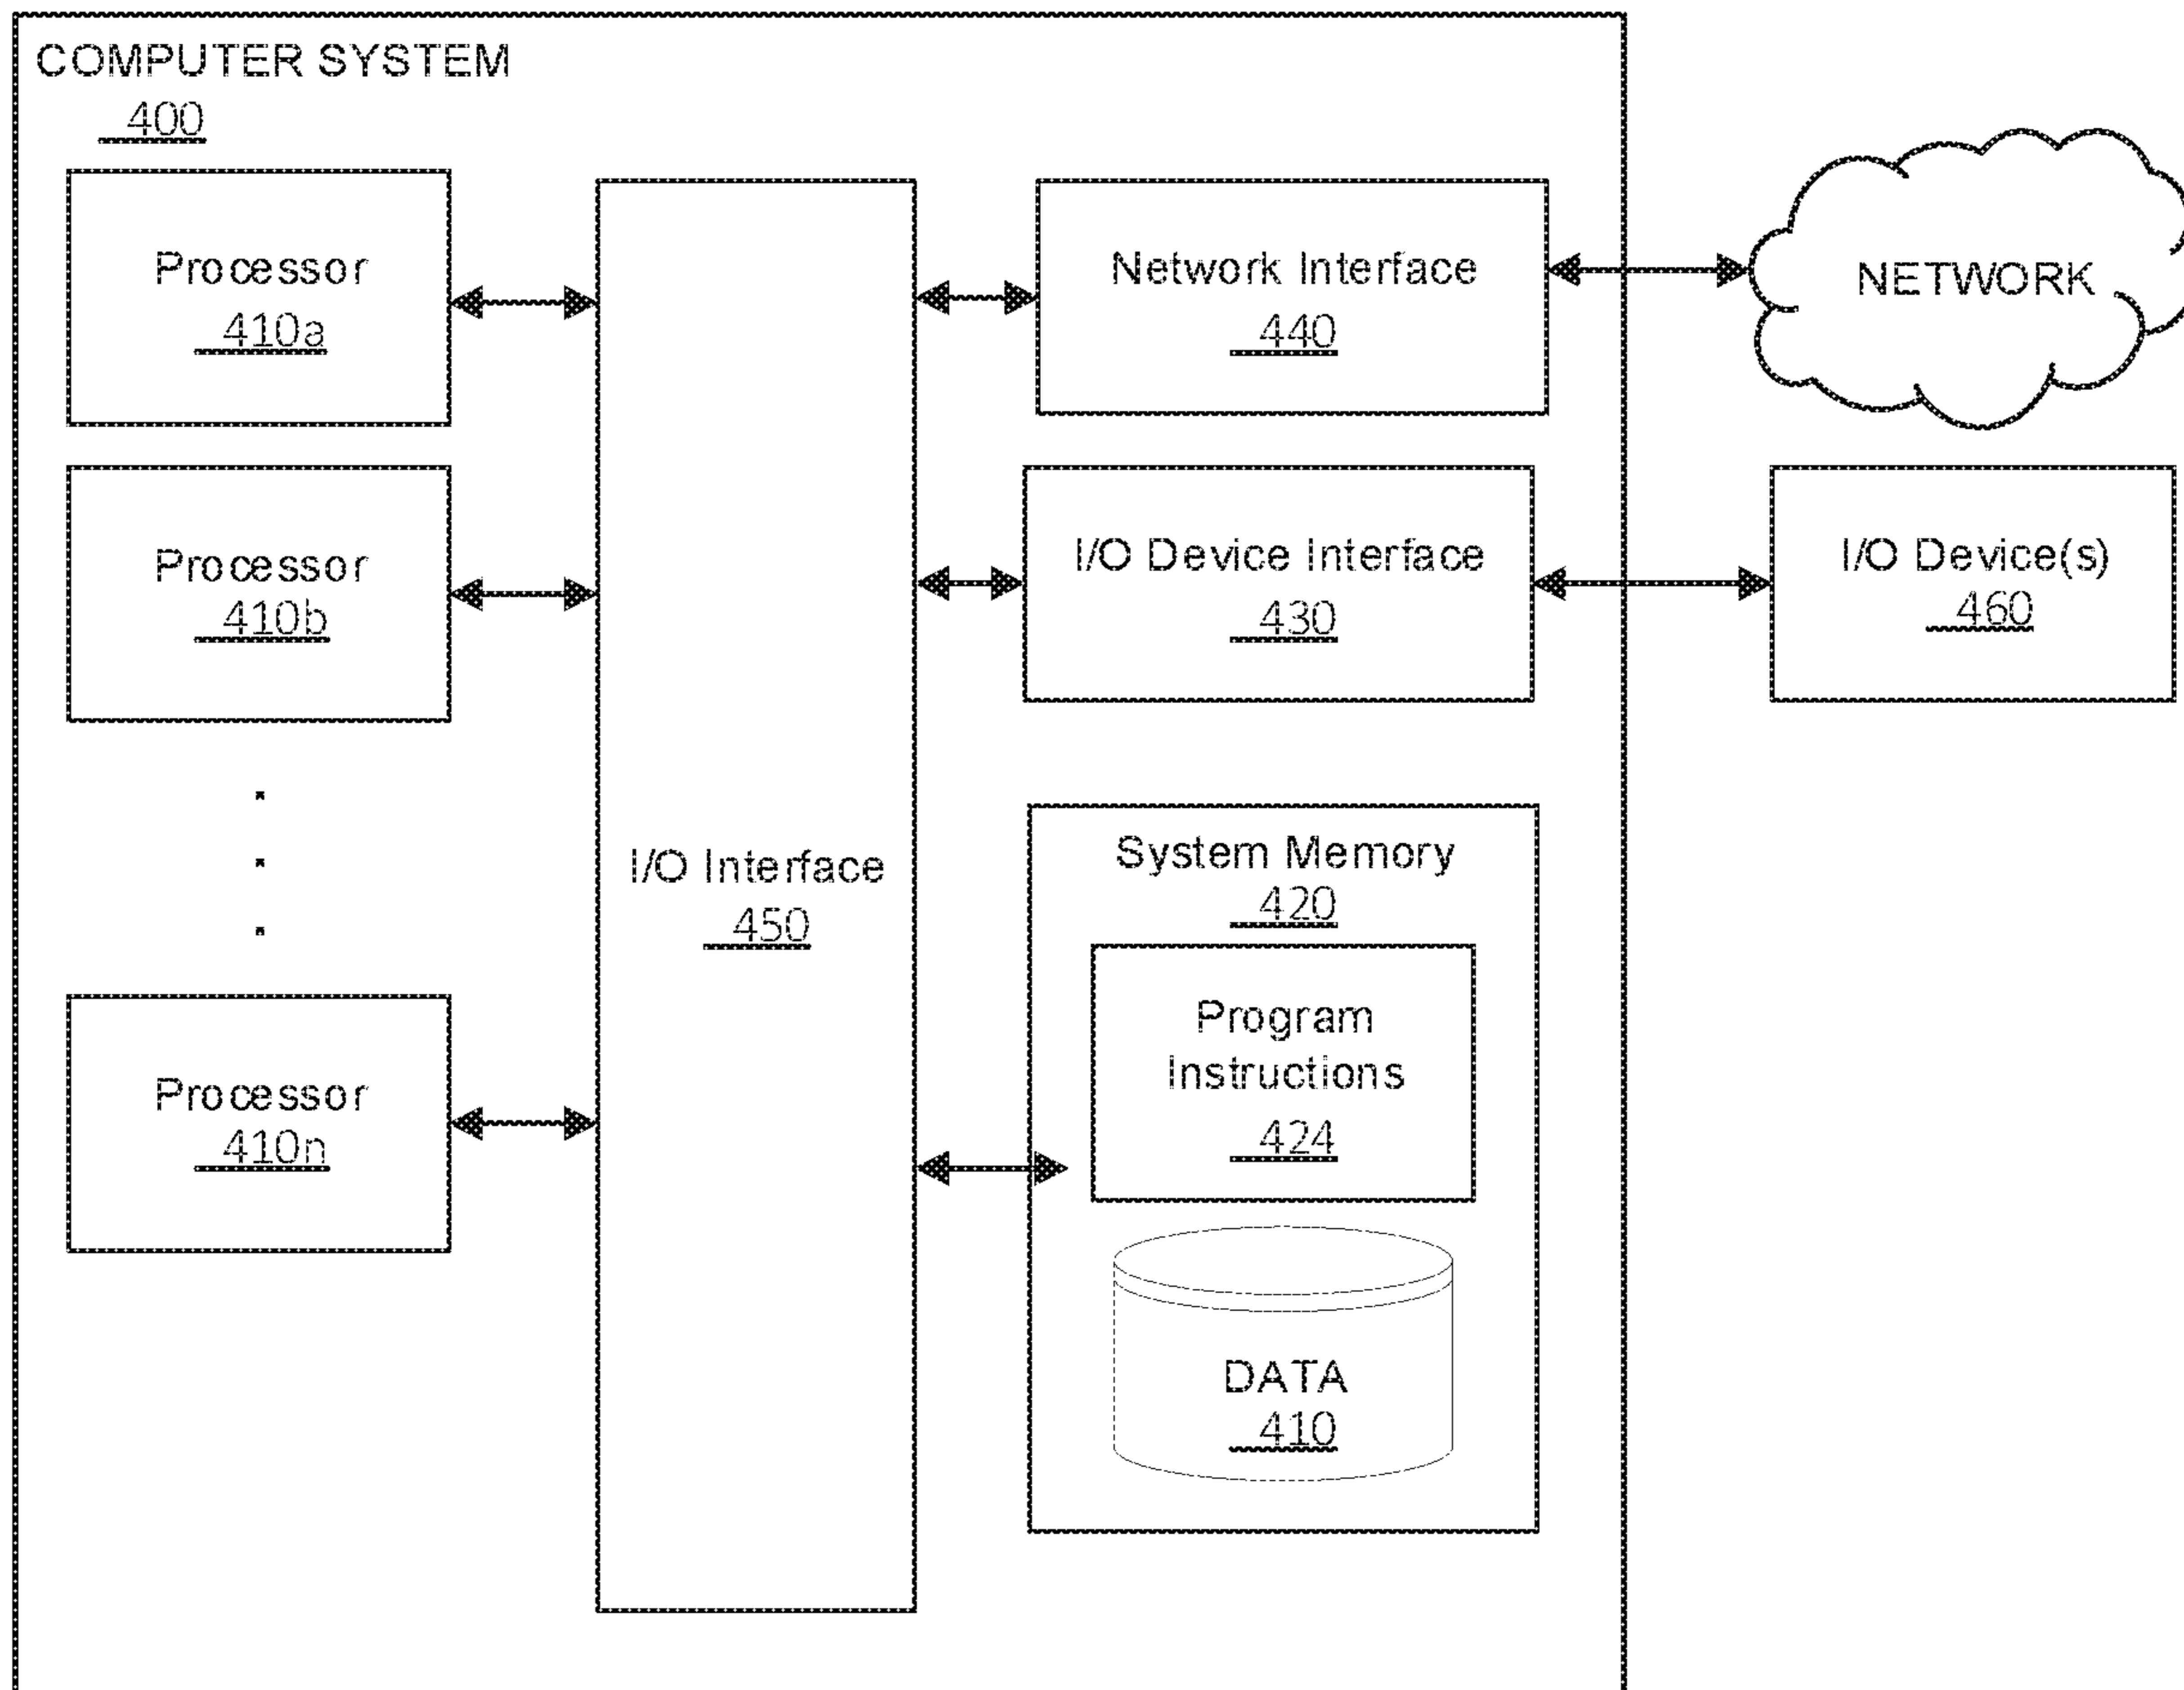 COMPUTER SYSTEM
400
Processor
410a
Processor
410b
Processor
410n
I/O Interface
450
Network Interface
440
I/O Device Interface
430
System Memory
420
Program
Instructions
424
DATA
410
NETWORK
I/O Device(s)
460